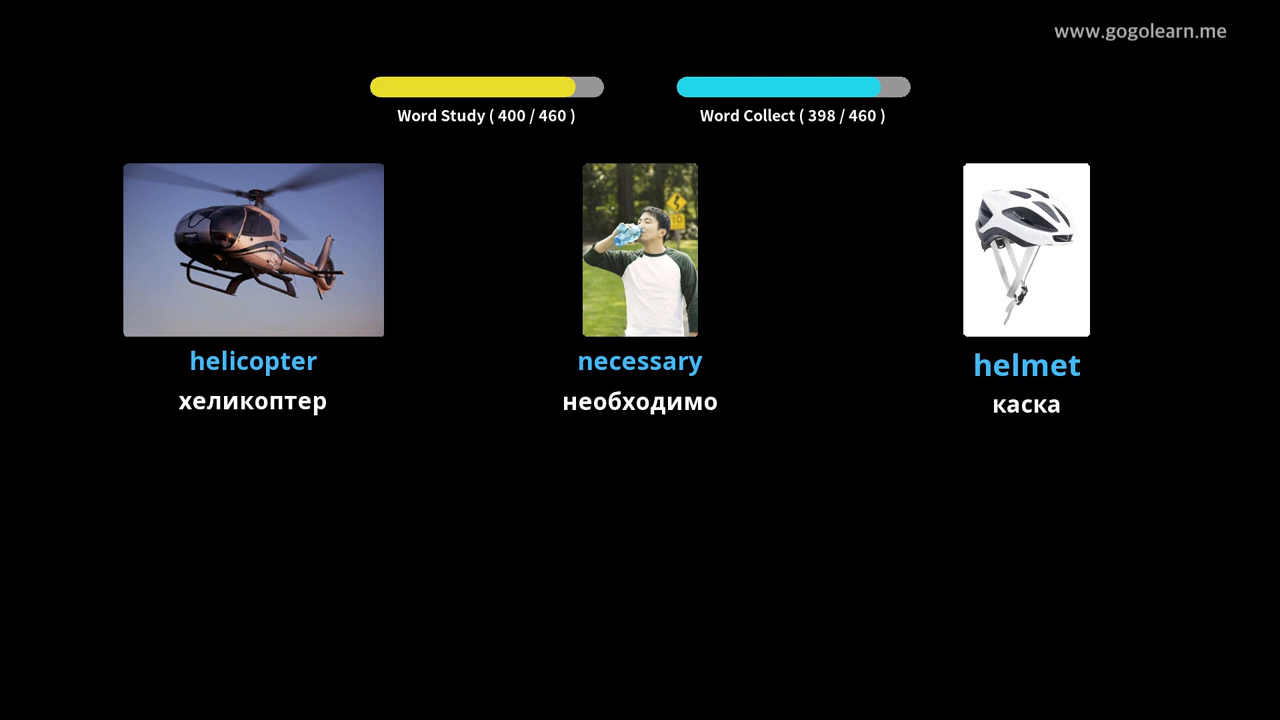 www.gogolearn.me
Word Study ( 400 / 460 )
Word Collect ( 398 / 460 )
helicopter
хеликоптер
necessary
необходимо
helmet
каска